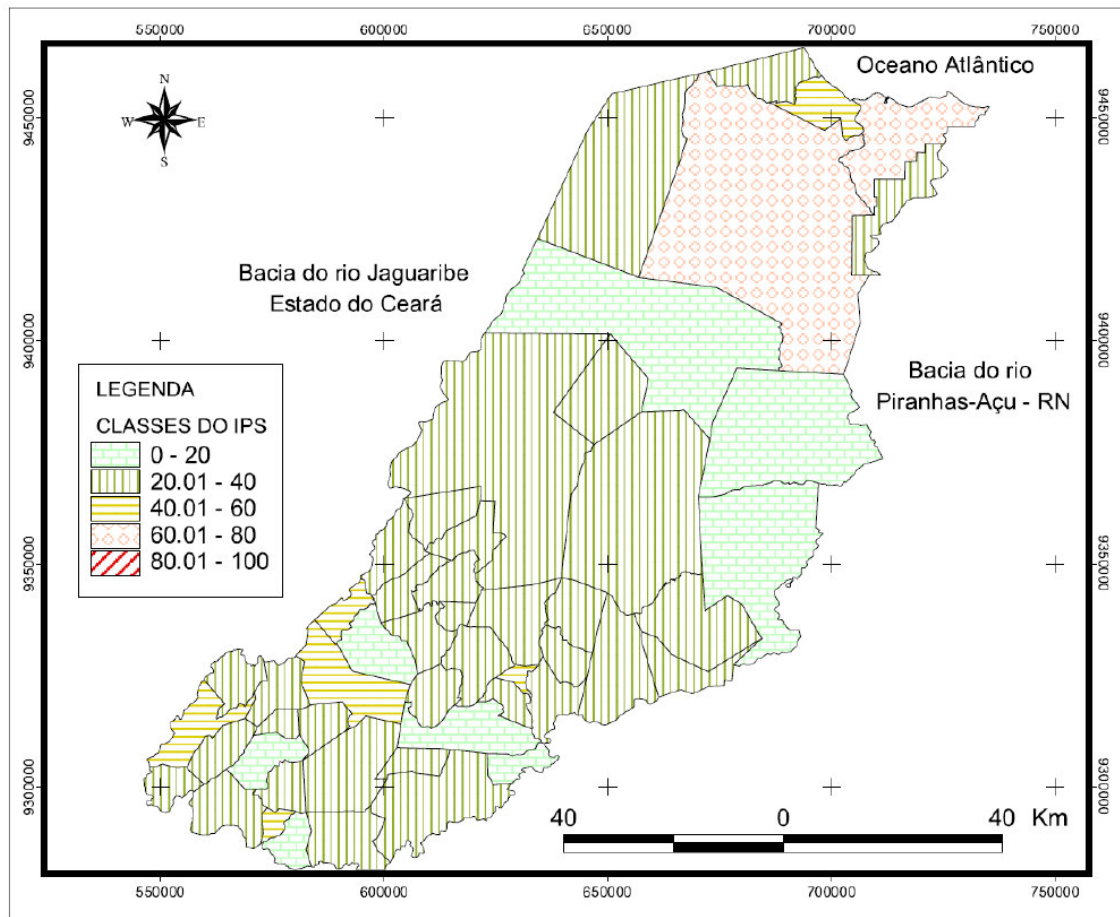 550000 600000 650000 700000 750000
Oceano Atlântico
N
W E
S
9450000 9450000
Bacia do rio Jaguaribe
Estado do Ceará
9400000 9400000
Bacia do rio
Piranhas-Açu - RN
LEGENDA
CLASSES DO IPS
0 - 20
20.01 - 40
40.01 - 60
60.01 - 80
80.01 - 100
9350000 9350000
9300000 9300000
40 0 40 Km
550000 600000 650000 700000 750000